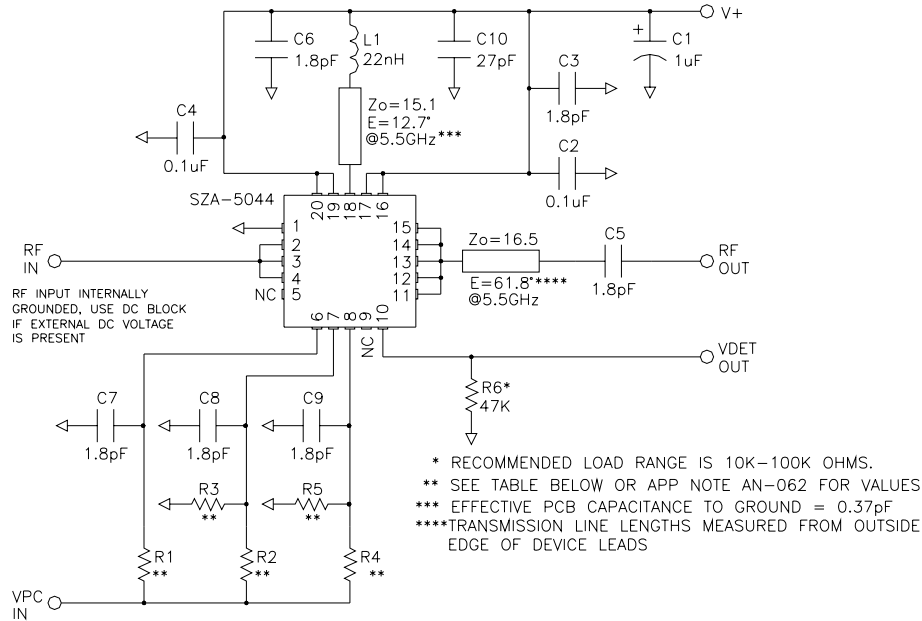 V+
C6
1.8pF
L1
22nH
C10
27pF
+
C1
1uF
C3
1.8pF
C4
0.1uF
Zo=15.1
E=12.7°
@5.5GHz***
C2
0.1uF
SZA-5044
20
19
18
17
16
1
2
3
4
5
15
14
13
12
11
6
7
8
9
10
NC
NC
RF
IN
RF INPUT INTERNALLY
GROUNDED, USE DC BLOCK
IF EXTERNAL DC VOLTAGE
IS PRESENT
Zo=16.5
E=61.8°****
@5.5GHz
C5
1.8pF
RF
OUT
VDET
OUT
R6*
47K
C7
1.8pF
C8
1.8pF
C9
1.8pF
R3
**
R5
**
R1
**
R2
**
R4
**
VPC
IN
* RECOMMENDED LOAD RANGE IS 10K-100K OHMS.
** SEE TABLE BELOW OR APP NOTE AN-062 FOR VALUES
*** EFFECTIVE PCB CAPACITANCE TO GROUND = 0.37pF
****TRANSMISSION LINE LENGTHS MEASURED FROM OUTSIDE
EDGE OF DEVICE LEADS